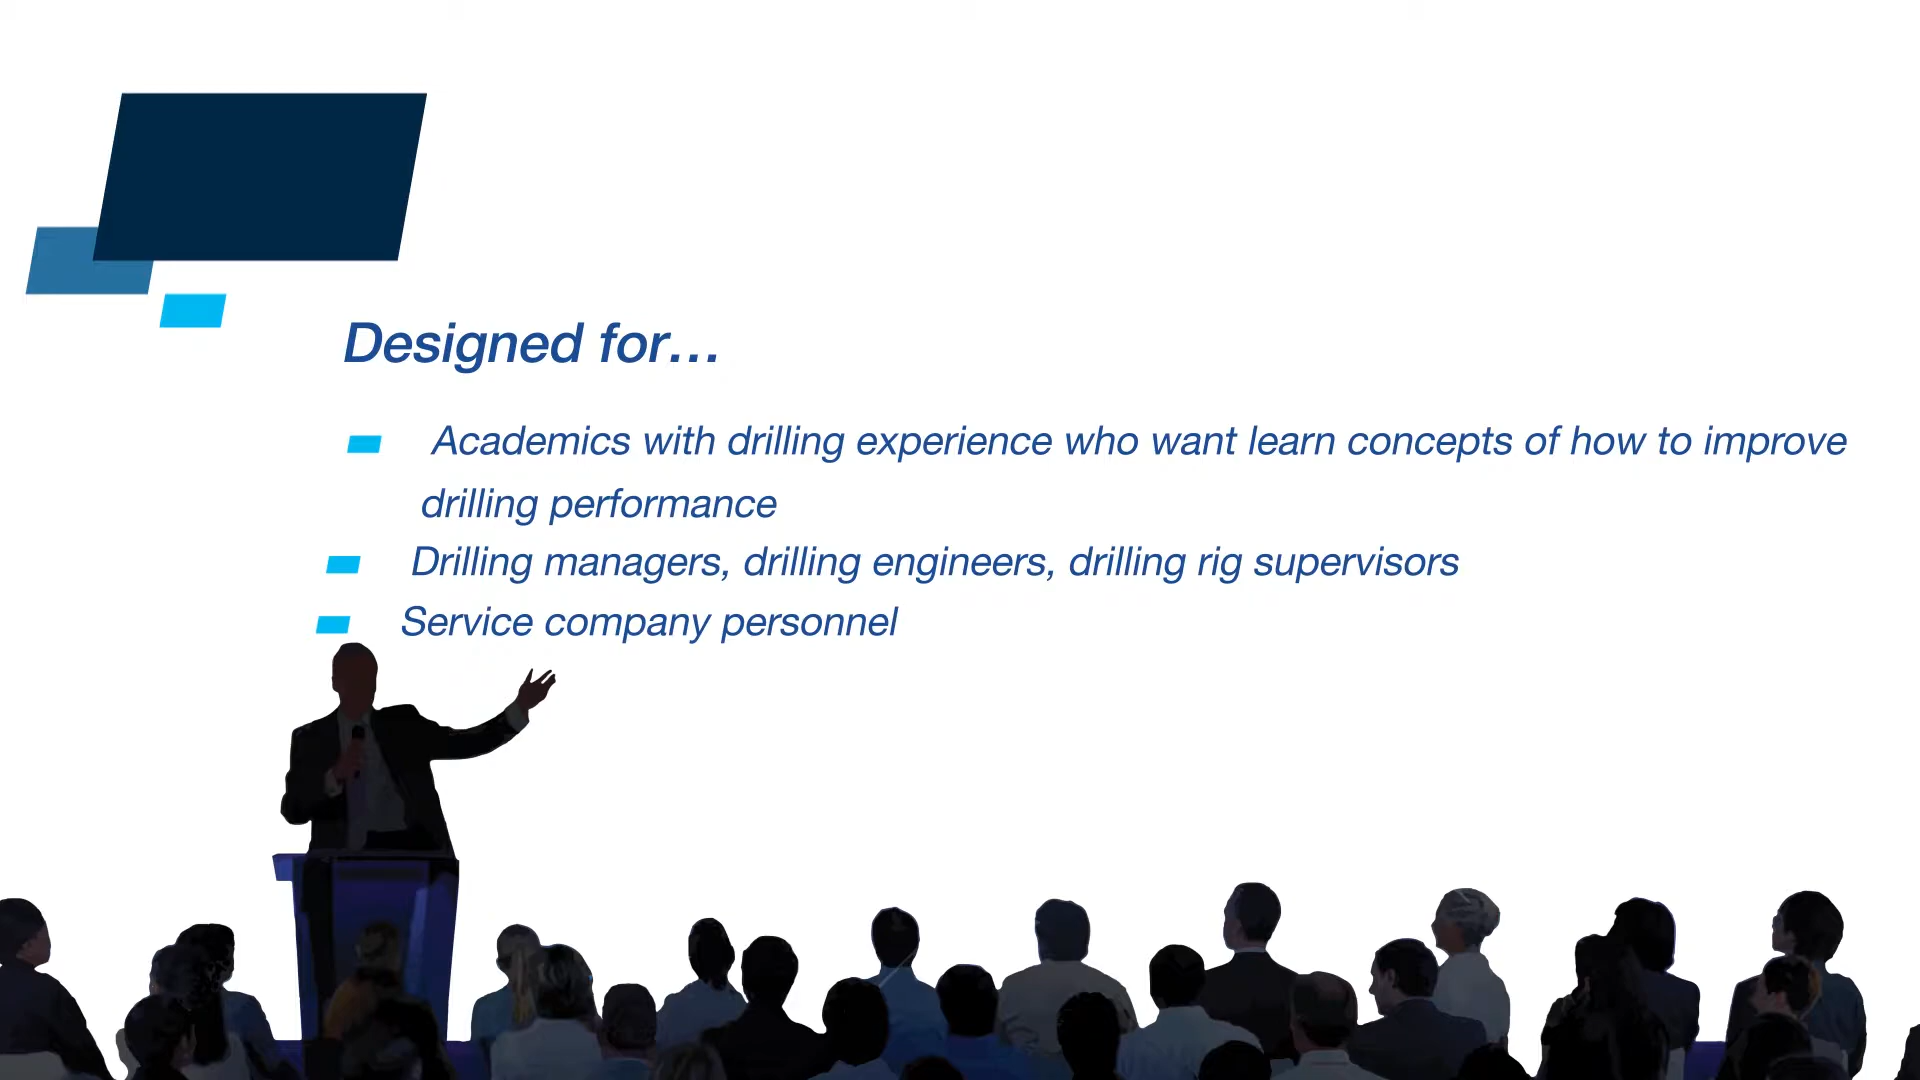 Designed for...
Academics with drilling experience who want learn concepts of how to improve
drilling performance
Drilling managers, drilling engineers, drilling rig supervisors
Service company personnel